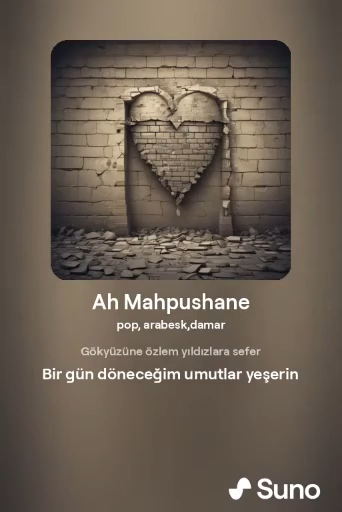 Ah Mahpushane
pop, arabesk,damar
Gökyüzüne özlem yıldızlara sefer
Bir gün döneceğim umutlar yeşerin
Suno